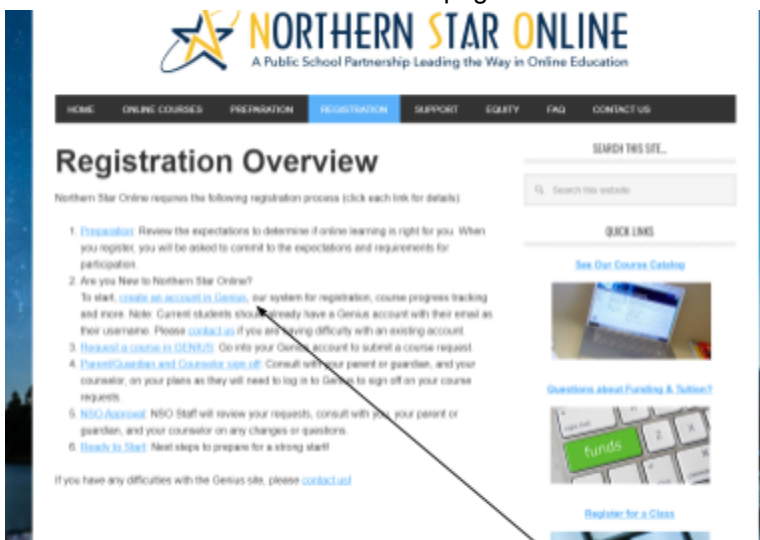 NORTHERN STAR ONLINE
A Public School Partnership Leading the Way in Online Education
HOME ONLINE COURSES PREPARATION REGISTRATION SUPPORT EQUITY FAQ CONTACT US
Registration Overview
Northern Star Online requires the following registration process (click each link for details)
1. Preparation: Review the expectations to determine if online learning is right for you. When
you register, you will be asked to commit to the expectations and requirements for
participation.
2. Are you New to Northern Star Online?
To start, create an account in Genius, our system for registration, course progress tracking
and more. Note: Current students should already have a Genius account with their email as
their username. Please contact us if you are having difficulty with an existing account.
3. Request a course in GENIUS: Go into your Genius account to submit a course request.
4. Parent/Guardian and Counselor sign off: Consult with your parent or guardian, and your
counselor, on your plans as they will need to log in to Genius to sign off on your course
requests.
5. NSO Approval: NSO Staff will review your requests, consult with you, your parent or
guardian, and your counselor on any changes or questions.
6. Ready to Start: Next steps to prepare for a strong start!
If you have any difficulties with the Genius site, please contact us!
SEARCH THIS SITE...
Search this website
QUICK LINKS
See Our Course Catalog
Questions about Funding & Tuition?
funds
Z
X
Register for a Class